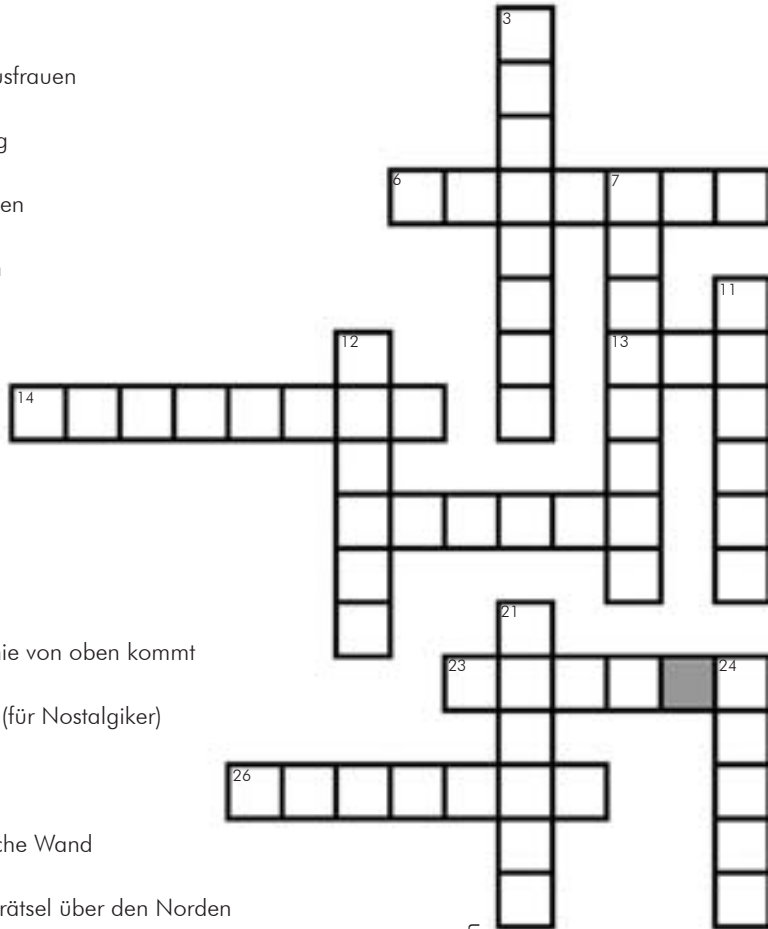 3
usfrauen
g
6 7
en
11
12 13
14
21
nie von oben kommt
23 24
(für Nostalgiker)
26
che Wand
rätsel über den Norden